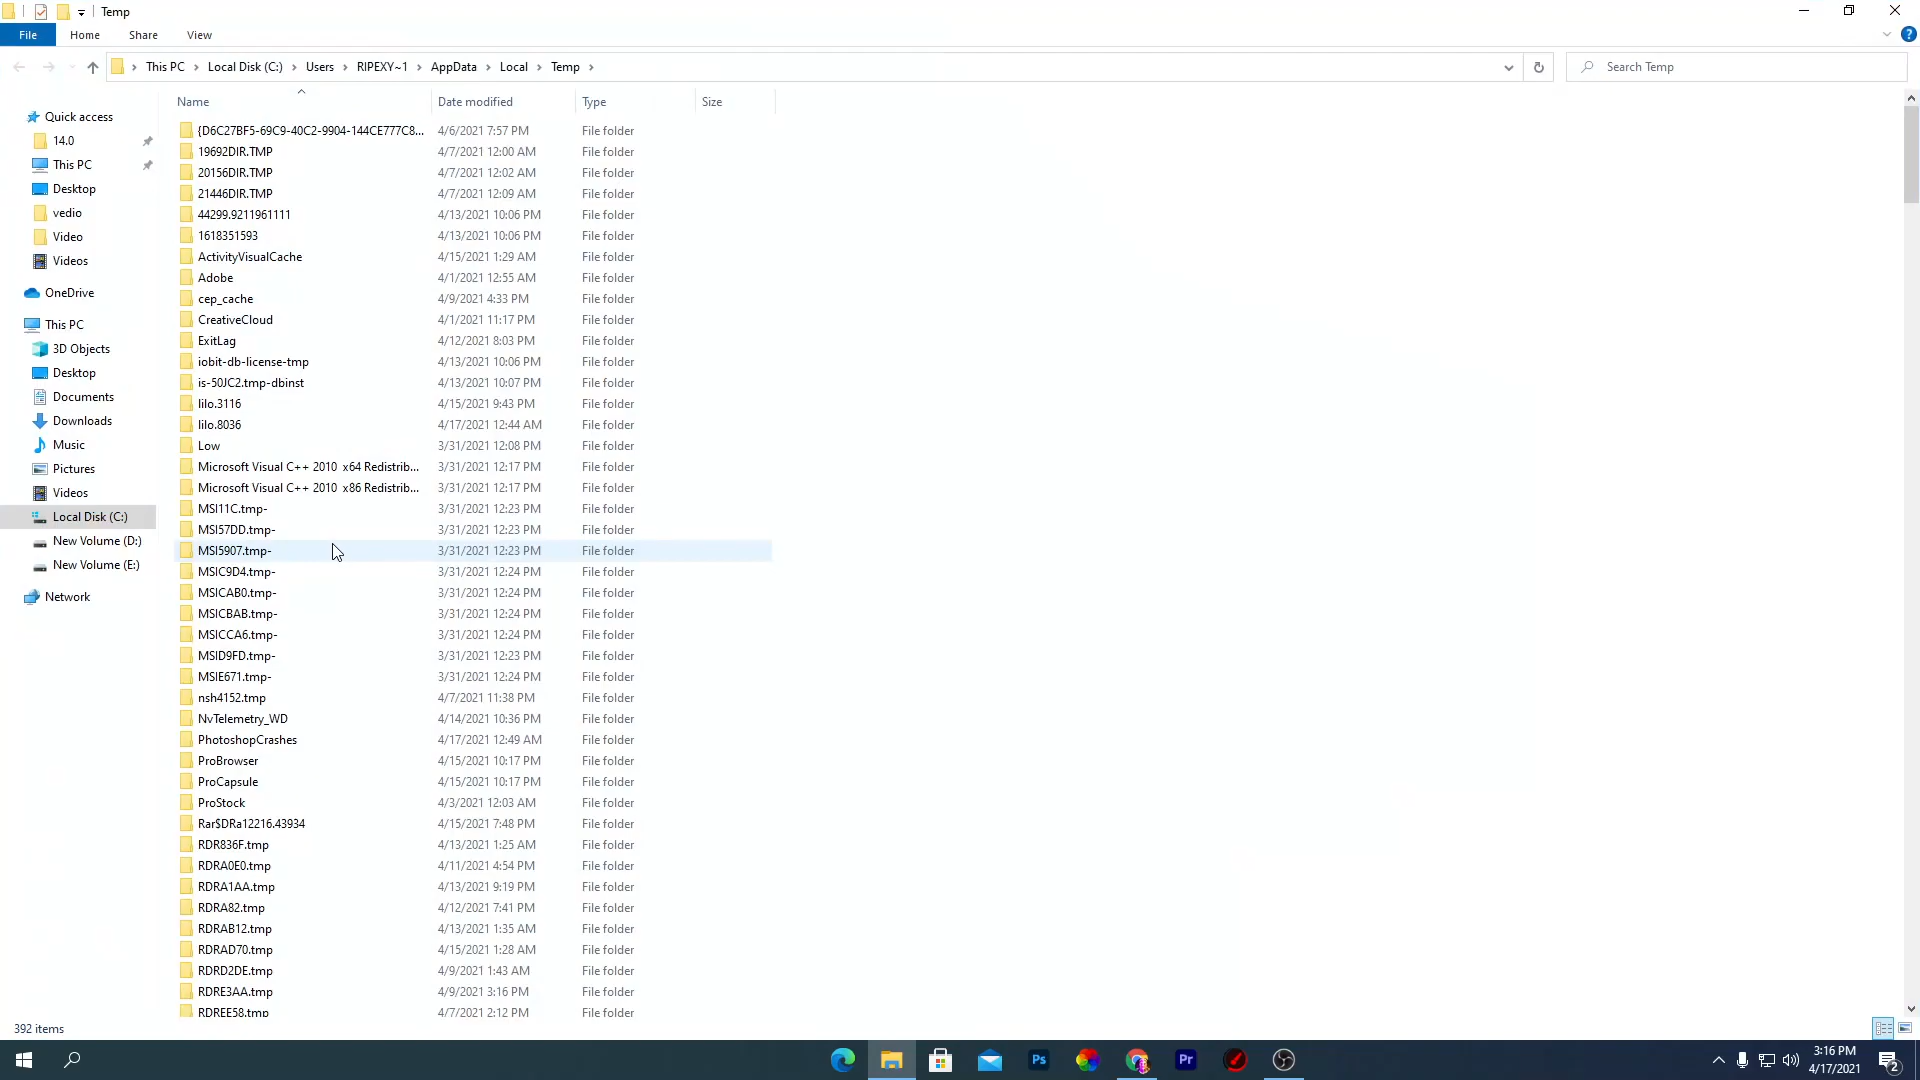 Temp
File Home Share View
This PC Local Disk (C:) Users RIPEXY~1 AppData Local Temp
Search Temp
Name Date modified Type Size
Quick access
14.0
This PC
Desktop
vedio
Video
Videos
OneDrive
This PC
3D Objects
Desktop
Documents
Downloads
Music
Pictures
Videos
Local Disk (C:)
New Volume (D:)
New Volume (E:)
Network
{D6C27BF5-69C9-40C2-9904-144CE777C8... 4/6/2021 7:57 PM File folder
19692DIR.TMP 4/7/2021 12:00 AM File folder
20156DIR.TMP 4/7/2021 12:02 AM File folder
21446DIR.TMP 4/7/2021 12:09 AM File folder
44299.9211961111 4/13/2021 10:06 PM File folder
1618351593 4/13/2021 10:06 PM File folder
ActivityVisualCache 4/15/2021 1:29 AM File folder
Adobe 4/1/2021 12:55 AM File folder
cep_cache 4/9/2021 4:33 PM File folder
CreativeCloud 4/1/2021 11:17 PM File folder
ExitLag 4/12/2021 8:03 PM File folder
iobit-db-license-tmp 4/13/2021 10:06 PM File folder
is-50JC2.tmp-dbinst 4/13/2021 10:07 PM File folder
lilo.3116 4/15/2021 9:43 PM File folder
lilo.8036 4/17/2021 12:44 AM File folder
Low 3/31/2021 12:08 PM File folder
Microsoft Visual C++ 2010 x64 Redistrib... 3/31/2021 12:17 PM File folder
Microsoft Visual C++ 2010 x86 Redistrib... 3/31/2021 12:17 PM File folder
MSI11C.tmp- 3/31/2021 12:23 PM File folder
MSI57DD.tmp- 3/31/2021 12:23 PM File folder
MSI5907.tmp- 3/31/2021 12:23 PM File folder
MSIC9D4.tmp- 3/31/2021 12:24 PM File folder
MSICAB0.tmp- 3/31/2021 12:24 PM File folder
MSICBAB.tmp- 3/31/2021 12:24 PM File folder
MSICCA6.tmp- 3/31/2021 12:24 PM File folder
MSID9FD.tmp- 3/31/2021 12:23 PM File folder
MSIE671.tmp- 3/31/2021 12:24 PM File folder
nsh4152.tmp 4/7/2021 11:38 PM File folder
NvTelemetry_WD 4/14/2021 10:36 PM File folder
PhotoshopCrashes 4/17/2021 12:49 AM File folder
ProBrowser 4/15/2021 10:17 PM File folder
ProCapsule 4/15/2021 10:17 PM File folder
ProStock 4/3/2021 12:03 AM File folder
Rar$DRa12216.43934 4/15/2021 7:48 PM File folder
RDR836F.tmp 4/13/2021 1:25 AM File folder
RDRA0E0.tmp 4/11/2021 4:54 PM File folder
RDRA1AA.tmp 4/13/2021 9:19 PM File folder
RDRA82.tmp 4/12/2021 7:41 PM File folder
RDRAB12.tmp 4/13/2021 1:35 AM File folder
RDRAD70.tmp 4/15/2021 1:28 AM File folder
RDRD2DE.tmp 4/9/2021 1:43 AM File folder
RDRE3AA.tmp 4/9/2021 3:16 PM File folder
RDREE58.tmp 4/7/2021 2:12 PM File folder
392 items
Ps Pr
3:16 PM
4/17/2021
2